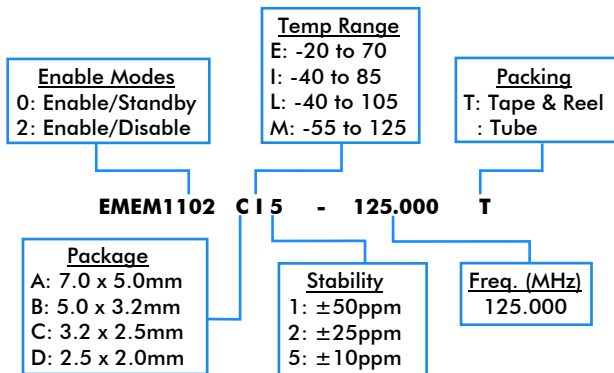 Temp Range
E: -20 to 70
I: -40 to 85
L: -40 to 105
M: -55 to 125
Enable Modes
0: Enable/Standby
2: Enable/Disable
Packing
T: Tape & Reel
: Tube
EMEM1102 C I 5 - 125.000 T
Package
A: 7.0 x 5.0mm
B: 5.0 x 3.2mm
C: 3.2 x 2.5mm
D: 2.5 x 2.0mm
Stability
1: ±50ppm
2: ±25ppm
5: ±10ppm
Freq. (MHz)
125.000